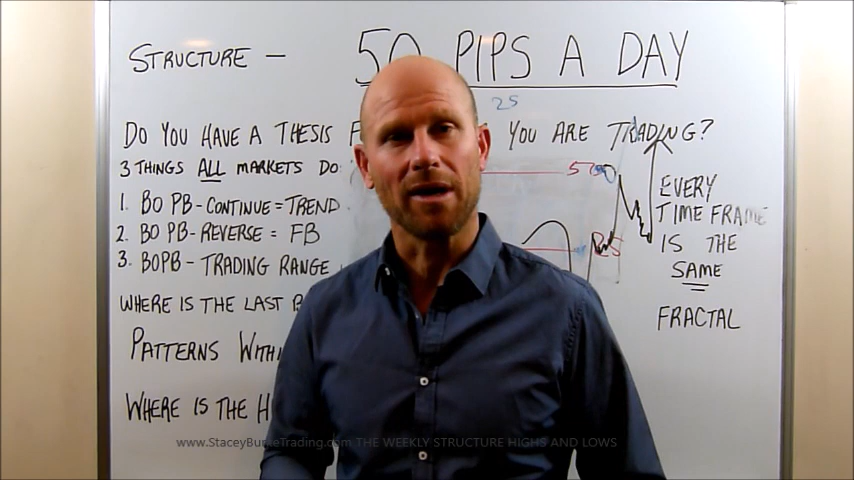 STRUCTURE - 50 PIPS A DAY
25
DO YOU HAVE A THESIS YOU ARE TRADING?
3 THINGS ALL MARKETS DO
1. BO PB - CONTINUE = TREND
2. BO PB - REVERSE = FB
3. BOPB - TRADING RANGE
WHERE IS THE LAST
PATTERNS
WHERE IS THE
EVERY
TIME FRAME
IS THE
SAME
FRACTAL
www.StaceyBurkeTrading.com THE WEEKLY STRUCTURE HIGHS AND LOWS